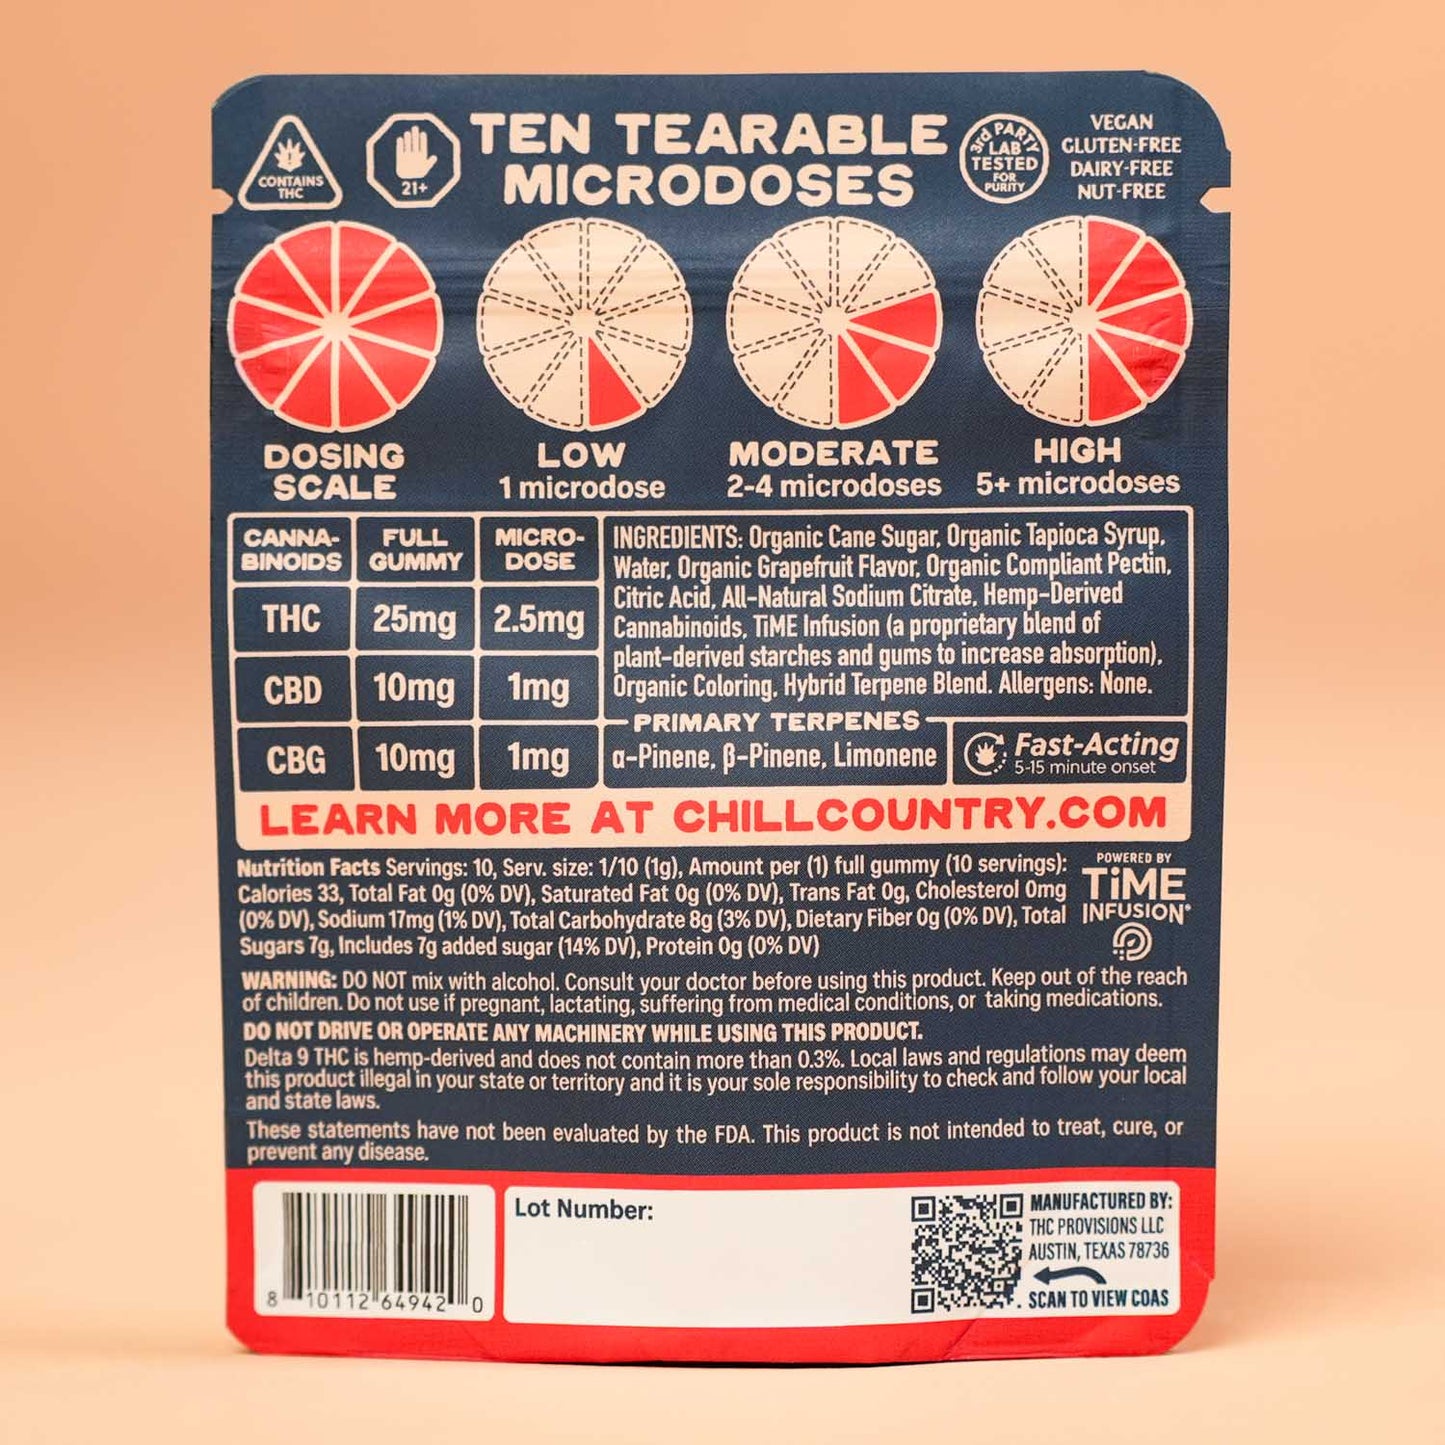 CONTAINS
THC
21+
TEN TEARABLE
MICRODOSES
3rd PARTY
LAB
TESTED
FOR
PURITY
VEGAN
GLUTEN-FREE
DAIRY-FREE
NUT-FREE
DOSING
SCALE
LOW
1 microdose
MODERATE
2-4 microdoses
HIGH
5+ microdoses
CANNA-
BINOIDS
FULL
GUMMY
MICRO-
DOSE
THC 25mg 2.5mg
CBD 10mg 1mg
CBG 10mg 1mg
INGREDIENTS: Organic Cane Sugar, Organic Tapioca Syrup,
Water, Organic Grapefruit Flavor, Organic Compliant Pectin,
Citric Acid, All-Natural Sodium Citrate, Hemp-Derived
Cannabinoids, TiME Infusion (a proprietary blend of
plant-derived starches and gums to increase absorption),
Organic Coloring, Hybrid Terpene Blend. Allergens: None.
PRIMARY TERPENES
α-Pinene, β-Pinene, Limonene
Fast-Acting
5-15 minute onset
LEARN MORE AT CHILLCOUNTRY.COM
Nutrition Facts Servings: 10, Serv. size: 1/10 (1g), Amount per (1) full gummy (10 servings):
Calories 33, Total Fat 0g (0% DV), Saturated Fat 0g (0% DV), Trans Fat 0g, Cholesterol 0mg
(0% DV), Sodium 17mg (1% DV), Total Carbohydrate 8g (3% DV), Dietary Fiber 0g (0% DV), Total
Sugars 7g, Includes 7g added sugar (14% DV), Protein 0g (0% DV)
POWERED BY
TiME
INFUSION®
WARNING: DO NOT mix with alcohol. Consult your doctor before using this product. Keep out of the reach
of children. Do not use if pregnant, lactating, suffering from medical conditions, or taking medications.
DO NOT DRIVE OR OPERATE ANY MACHINERY WHILE USING THIS PRODUCT.
Delta 9 THC is hemp-derived and does not contain more than 0.3%. Local laws and regulations may deem
this product illegal in your state or territory and it is your sole responsibility to check and follow your local
and state laws.
These statements have not been evaluated by the FDA. This product is not intended to treat, cure, or
prevent any disease.
8 10112 64942 0
Lot Number:
MANUFACTURED BY:
THC PROVISIONS LLC
AUSTIN, TEXAS 78736
SCAN TO VIEW COAS